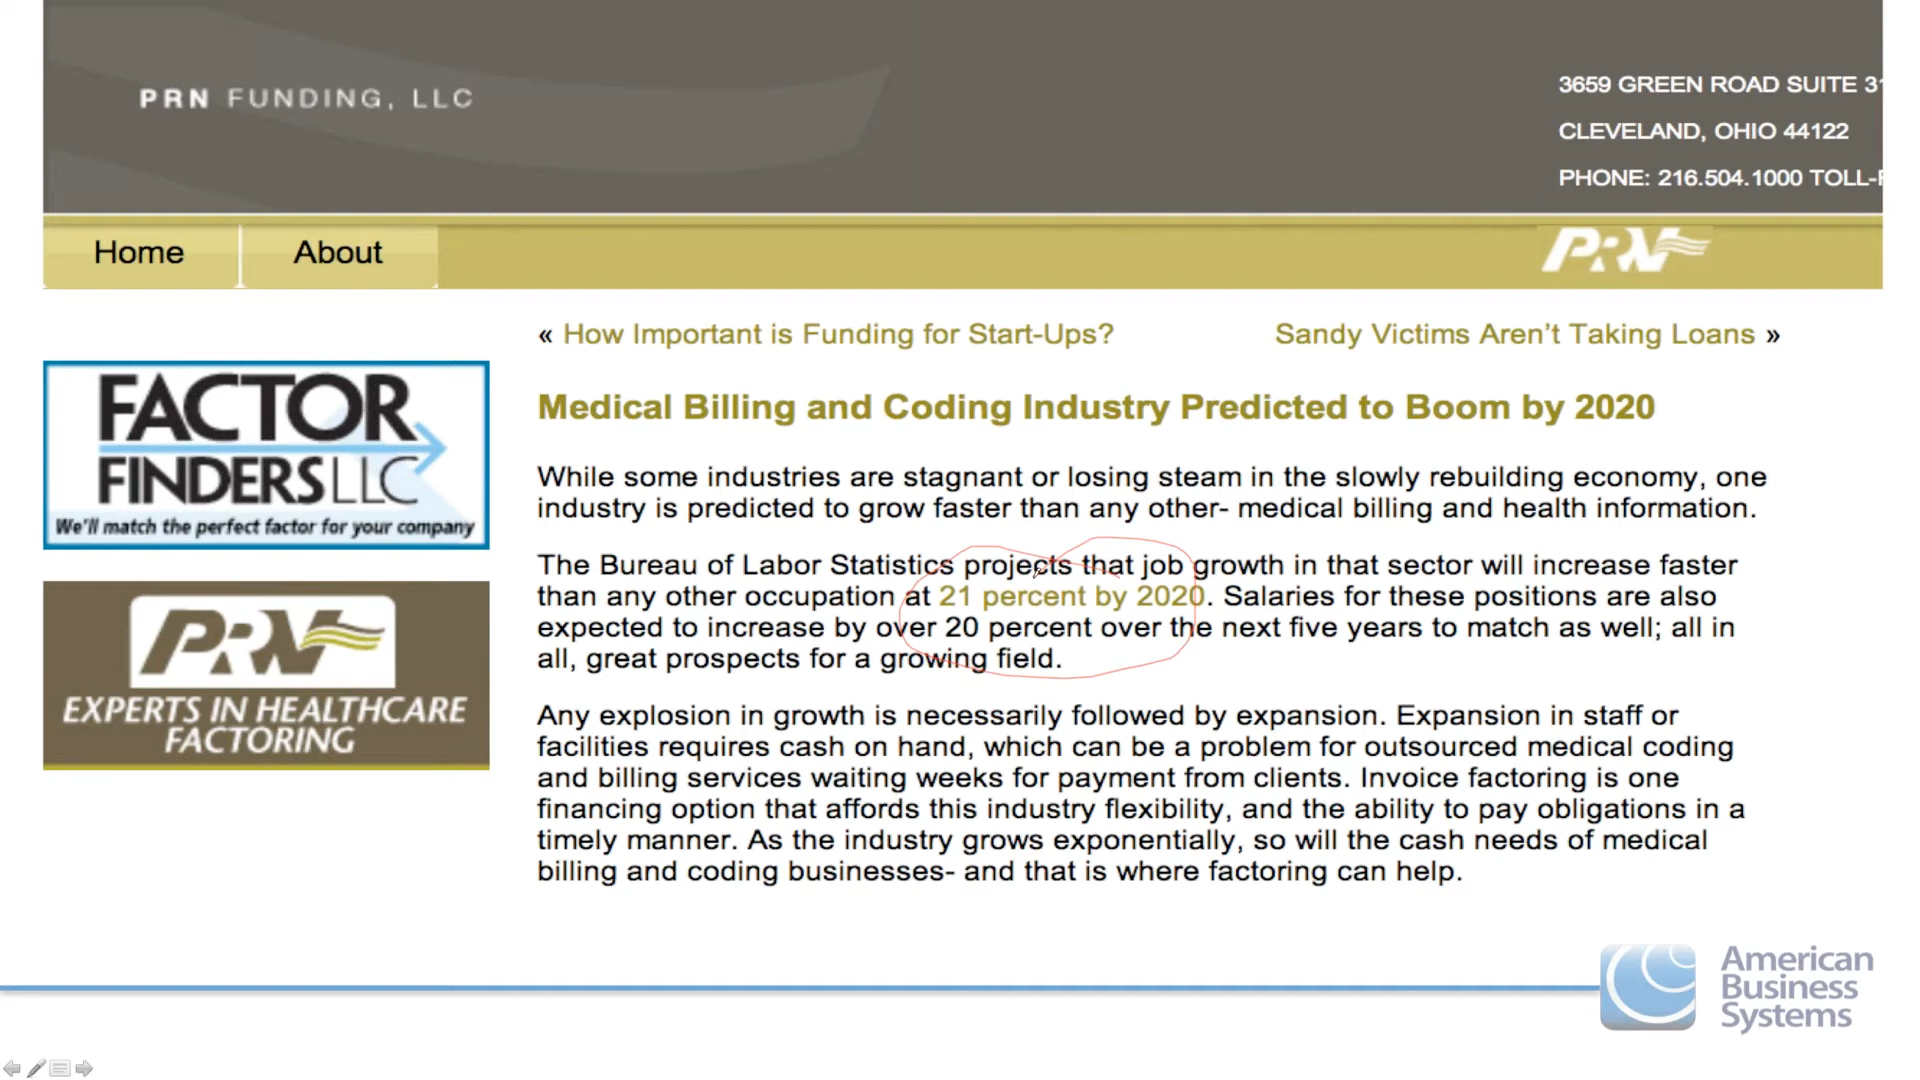 PRN FUNDING, LLC
3659 GREEN ROAD SUITE
CLEVELAND, OHIO 44122
PHONE: 216.504.1000
Home
About
PRN
« How Important is Funding for Start-Ups?
Sandy Victims Aren’t Taking Loans »
FACTOR
FINDERS LLC
We'll match the perfect factor for your company
PRN
EXPERTS IN HEALTHCARE
FACTORING
Medical Billing and Coding Industry Predicted to Boom by 2020
While some industries are stagnant or losing steam in the slowly rebuilding economy, one
industry is predicted to grow faster than any other- medical billing and health information.
The Bureau of Labor Statistics projects that job growth in that sector will increase faster
than any other occupation at 21 percent by 2020. Salaries for these positions are also
expected to increase by over 20 percent over the next five years to match as well; all in
all, great prospects for a growing field.
Any explosion in growth is necessarily followed by expansion. Expansion in staff or
facilities requires cash on hand, which can be a problem for outsourced medical coding
and billing services waiting weeks for payment from clients. Invoice factoring is one
financing option that affords this industry flexibility, and the ability to pay obligations in a
timely manner. As the industry grows exponentially, so will the cash needs of medical
billing and coding businesses- and that is where factoring can help.
American
Business
Systems